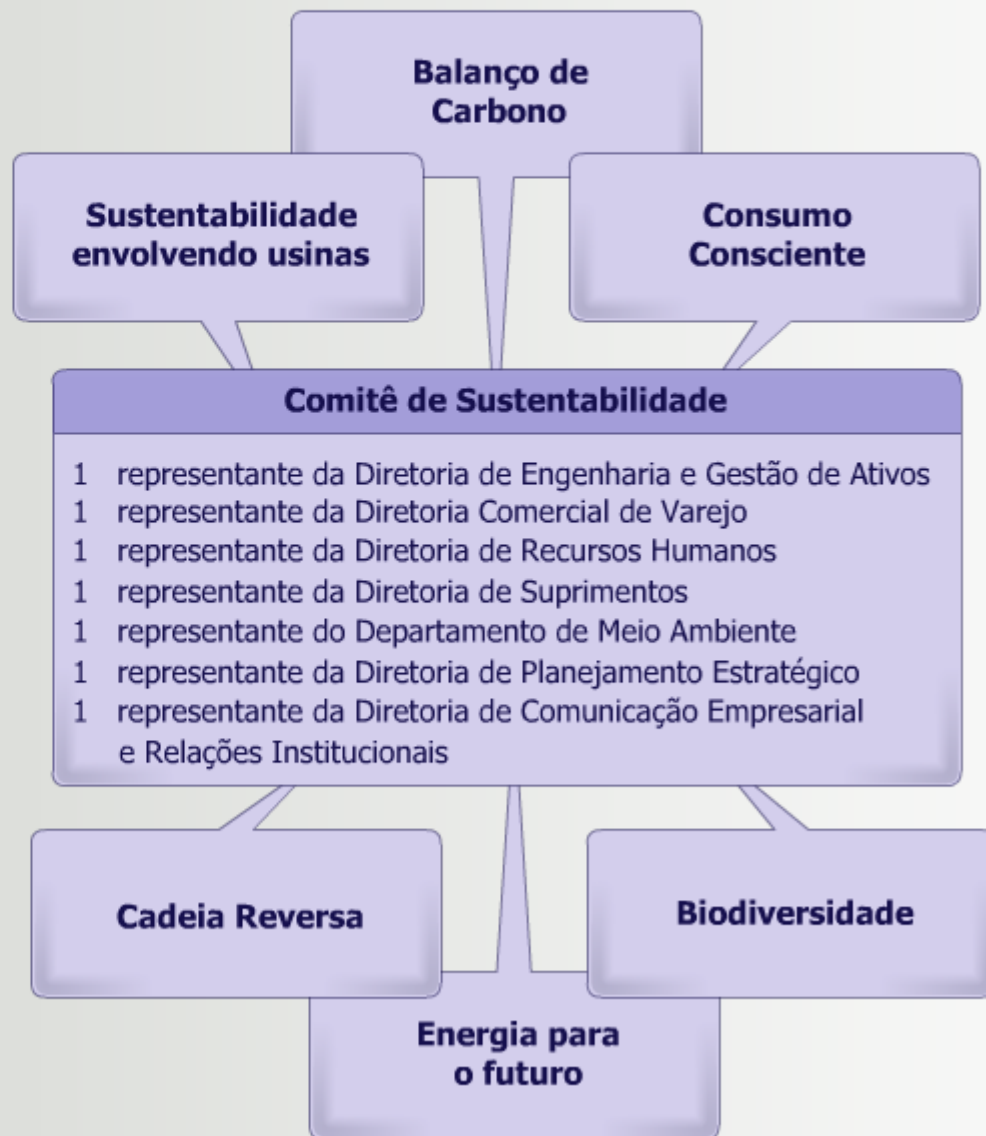 Balanço de
Carbono
Sustentabilidade
envolvendo usinas
Consumo
Consciente
Comitê de Sustentabilidade
1 representante da Diretoria de Engenharia e Gestão de Ativos
1 representante da Diretoria Comercial de Varejo
1 representante da Diretoria de Recursos Humanos
1 representante da Diretoria de Suprimentos
1 representante do Departamento de Meio Ambiente
1 representante da Diretoria de Planejamento Estratégico
1 representante da Diretoria de Comunicação Empresarial
e Relações Institucionais
Cadeia Reversa
Biodiversidade
Energia para
o futuro